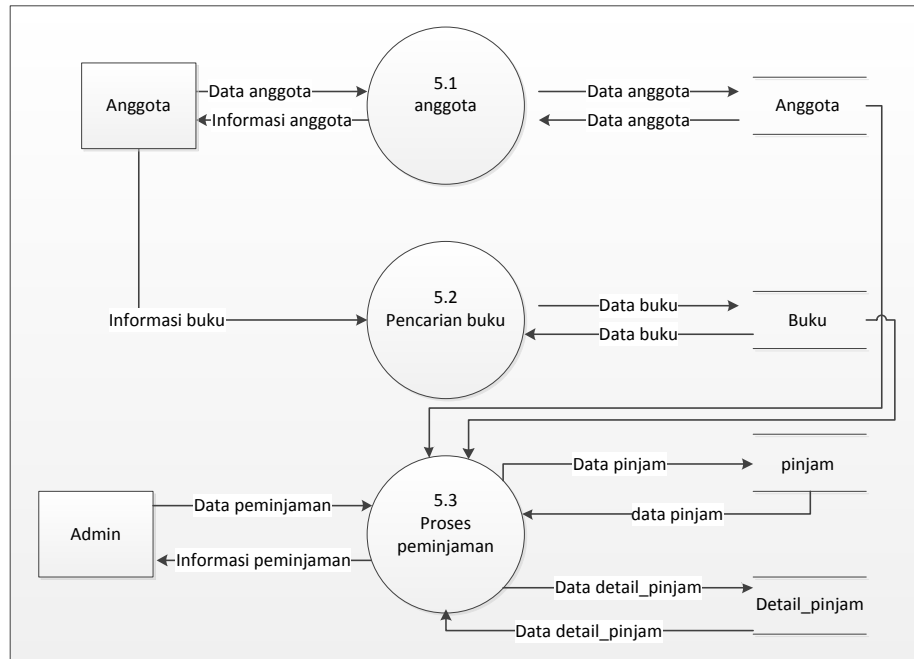 5.1
anggota
Anggota
Data anggota
Informasi anggota
Data anggota
Data anggota
Anggota
5.2
Pencarian buku
Informasi buku
Data buku
Data buku
Buku
5.3
Proses
peminjaman
Admin
Data peminjaman
Informasi peminjaman
Data pinjam
data pinjam
pinjam
Data detail_pinjam
Data detail_pinjam
Detail_pinjam